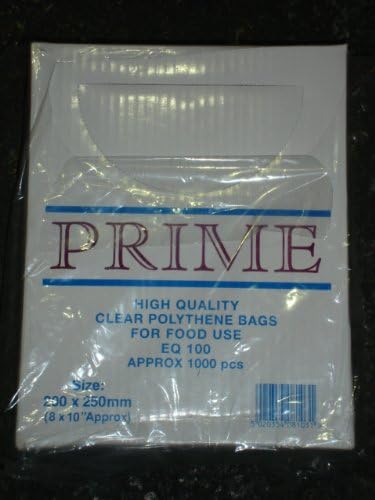 PRIME
HIGH QUALITY
CLEAR POLYTHENE BAGS
FOR FOOD USE
EQ 100
APPROX 1000 pcs
Size:
200 x 250mm
(8 x 10" Approx)